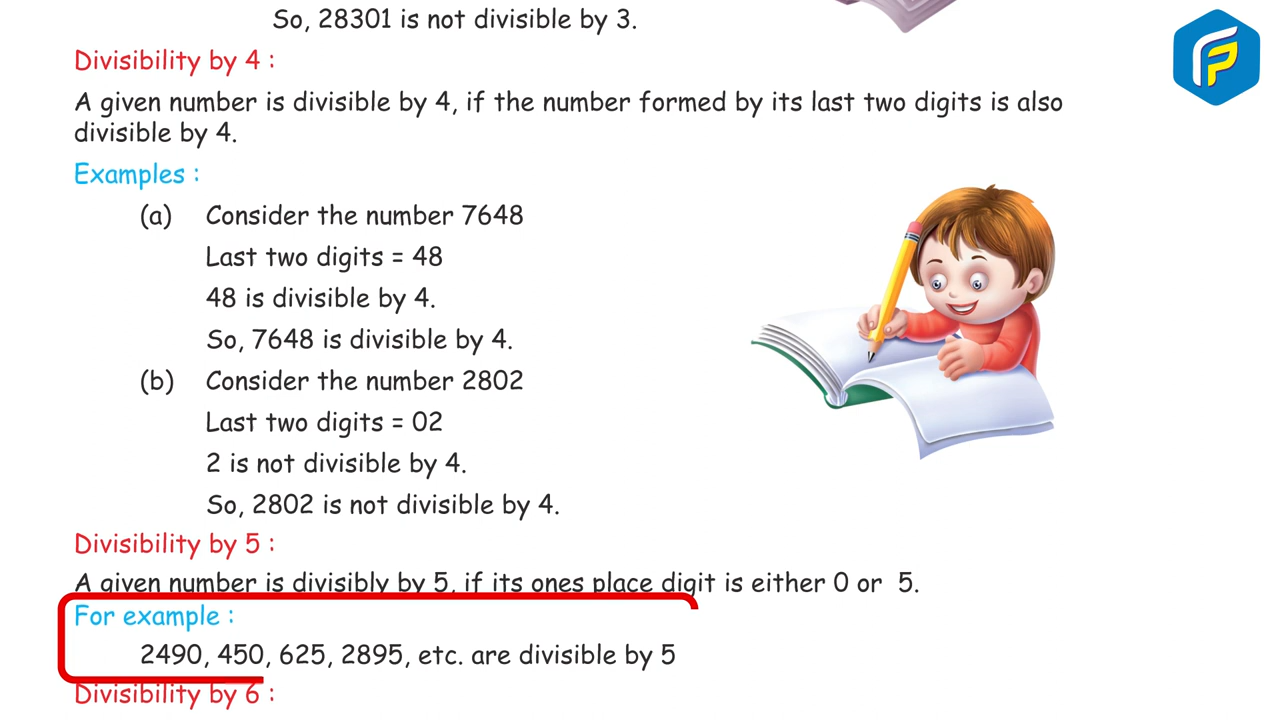 So, 28301 is not divisible by 3.
Divisibility by 4 :
A given number is divisible by 4, if the number formed by its last two digits is also
divisible by 4.
Examples :
(a) Consider the number 7648
Last two digits = 48
48 is divisible by 4.
So, 7648 is divisible by 4.
(b) Consider the number 2802
Last two digits = 02
2 is not divisible by 4.
So, 2802 is not divisible by 4.
Divisibility by 5 :
A given number is divisibly by 5, if its ones place digit is either 0 or 5.
For example :
2490, 450, 625, 2895, etc. are divisible by 5
Divisibility by 6 :